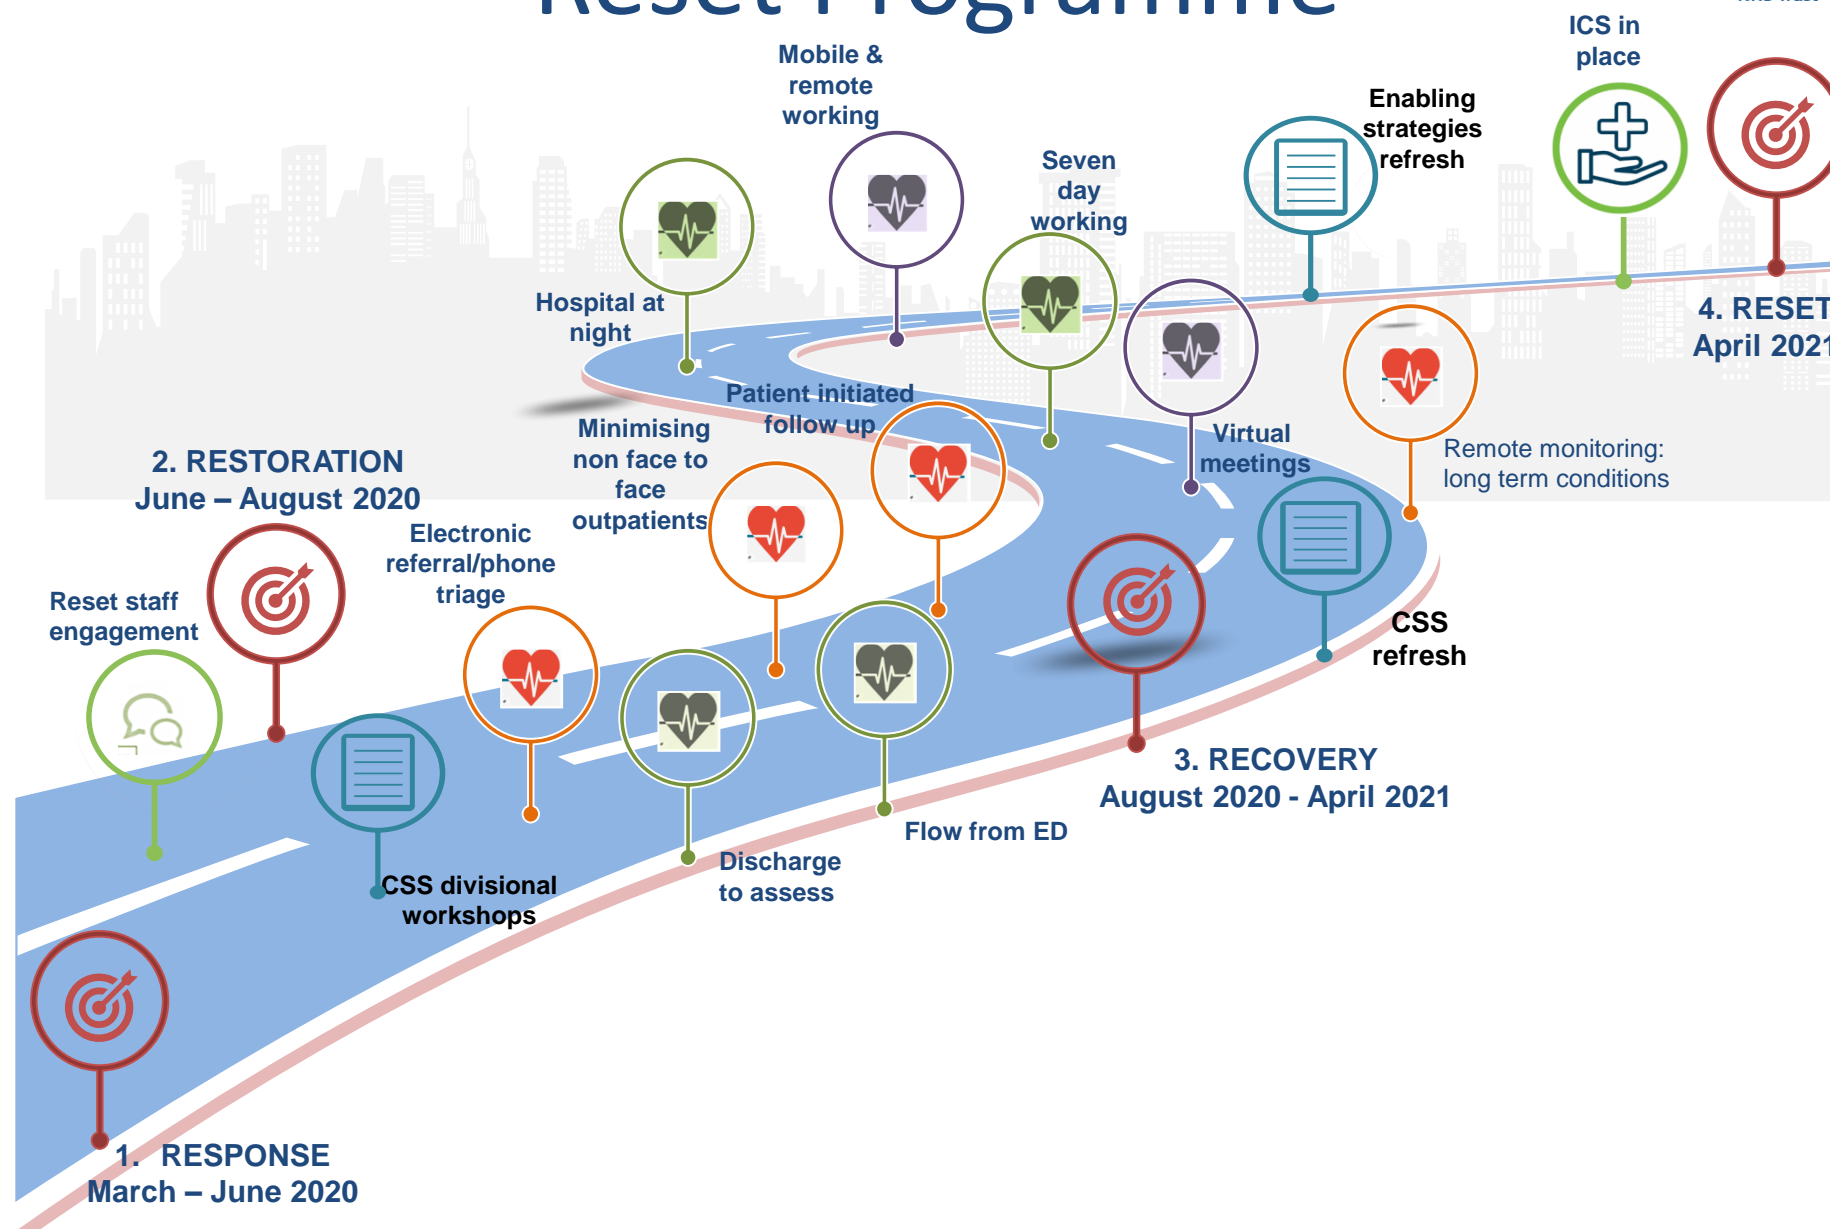 Reset Programme
ICS in
place
Mobile &
remote
working
Enabling
strategies
refresh
Seven
day
working
Hospital at
night
4. RESET
April 2021
Patient initiated
follow up
Minimising
non face to
face
outpatients
Virtual
meetings
Remote monitoring:
long term conditions
2. RESTORATION
June – August 2020
Electronic
referral/phone
triage
Reset staff
engagement
CSS
refresh
3. RECOVERY
August 2020 - April 2021
Flow from ED
Discharge
to assess
CSS divisional
workshops
1. RESPONSE
March – June 2020